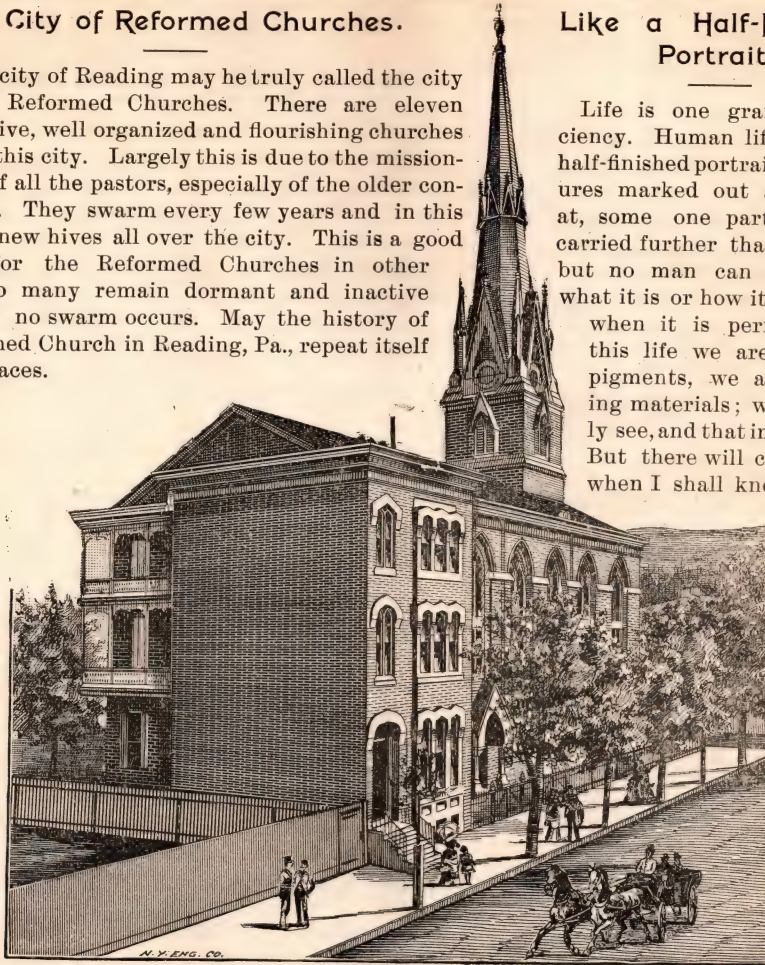 City of Reformed Churches.
city of Reading may he truly called the city
Reformed Churches. There are eleven
ive, well organized and flourishing churches
this city. Largely this is due to the mission-
f all the pastors, especially of the older con-
. They swarm every few years and in this
new hives all over the city. This is a good
or the Reformed Churches in other
o many remain dormant and inactive
no swarm occurs. May the history of
ned Church in Reading, Pa., repeat itself
aces.
Like a Half-
Portrait
Life is one gra
ciency. Human lif
half-finished portrai
ures marked out
at, some one part
carried further tha
but no man can
what it is or how it
when it is per
this life we are
pigments, we a
ing materials; w
ly see, and that in
But there will c
when I shall kno
N.Y. ENG. CO.